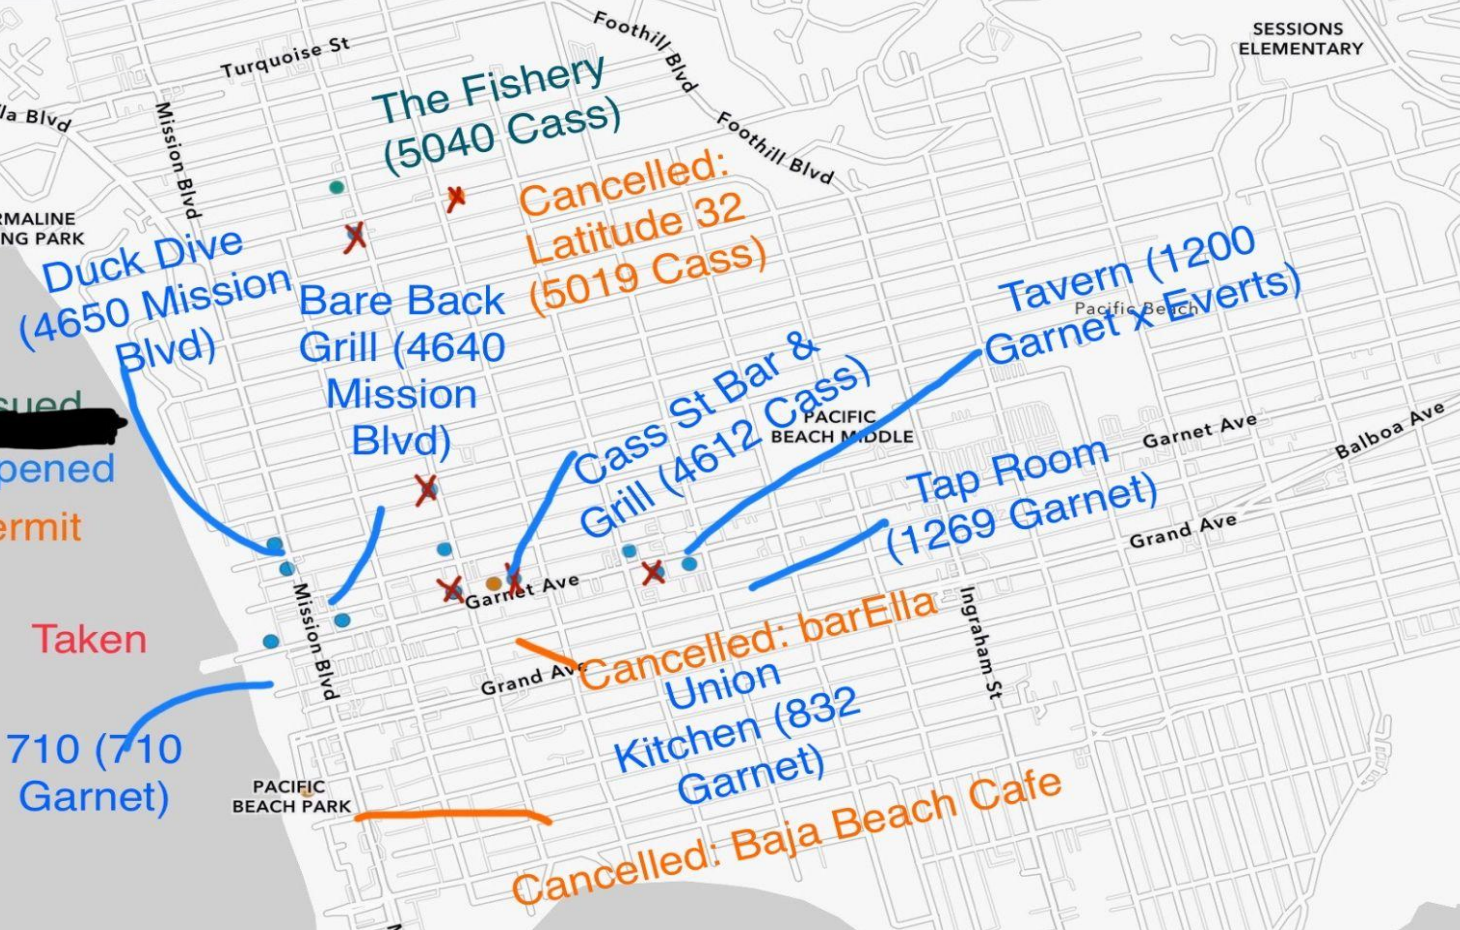 SESSIONS
ELEMENTARY
Foothill Blvd
Turquoise St
The Fishery
(5040 Cass)
la Blvd
Mission Blvd
Foothill Blvd
Cancelled:
Latitude 32
(5019 Cass)
RMALINE
NG PARK
Duck Dive
(4650 Mission
Blvd)
Bare Back
Grill (4640
Mission
Blvd)
Tavern (1200
Garnet x Everts)
Pacific Beach
Cass St Bar &
Grill (4612 Cass)
PACIFIC
BEACH MIDDLE
Garnet Ave
Balboa Ave
sued
pened
ermit
Tap Room
(1269 Garnet)
Grand Ave
Garnet Ave
Mission Blvd
Ingraham St
Taken
Cancelled: barElla
Grand Ave
Union
Kitchen (832
Garnet)
710 (710
Garnet)
PACIFIC
BEACH PARK
Cancelled: Baja Beach Cafe